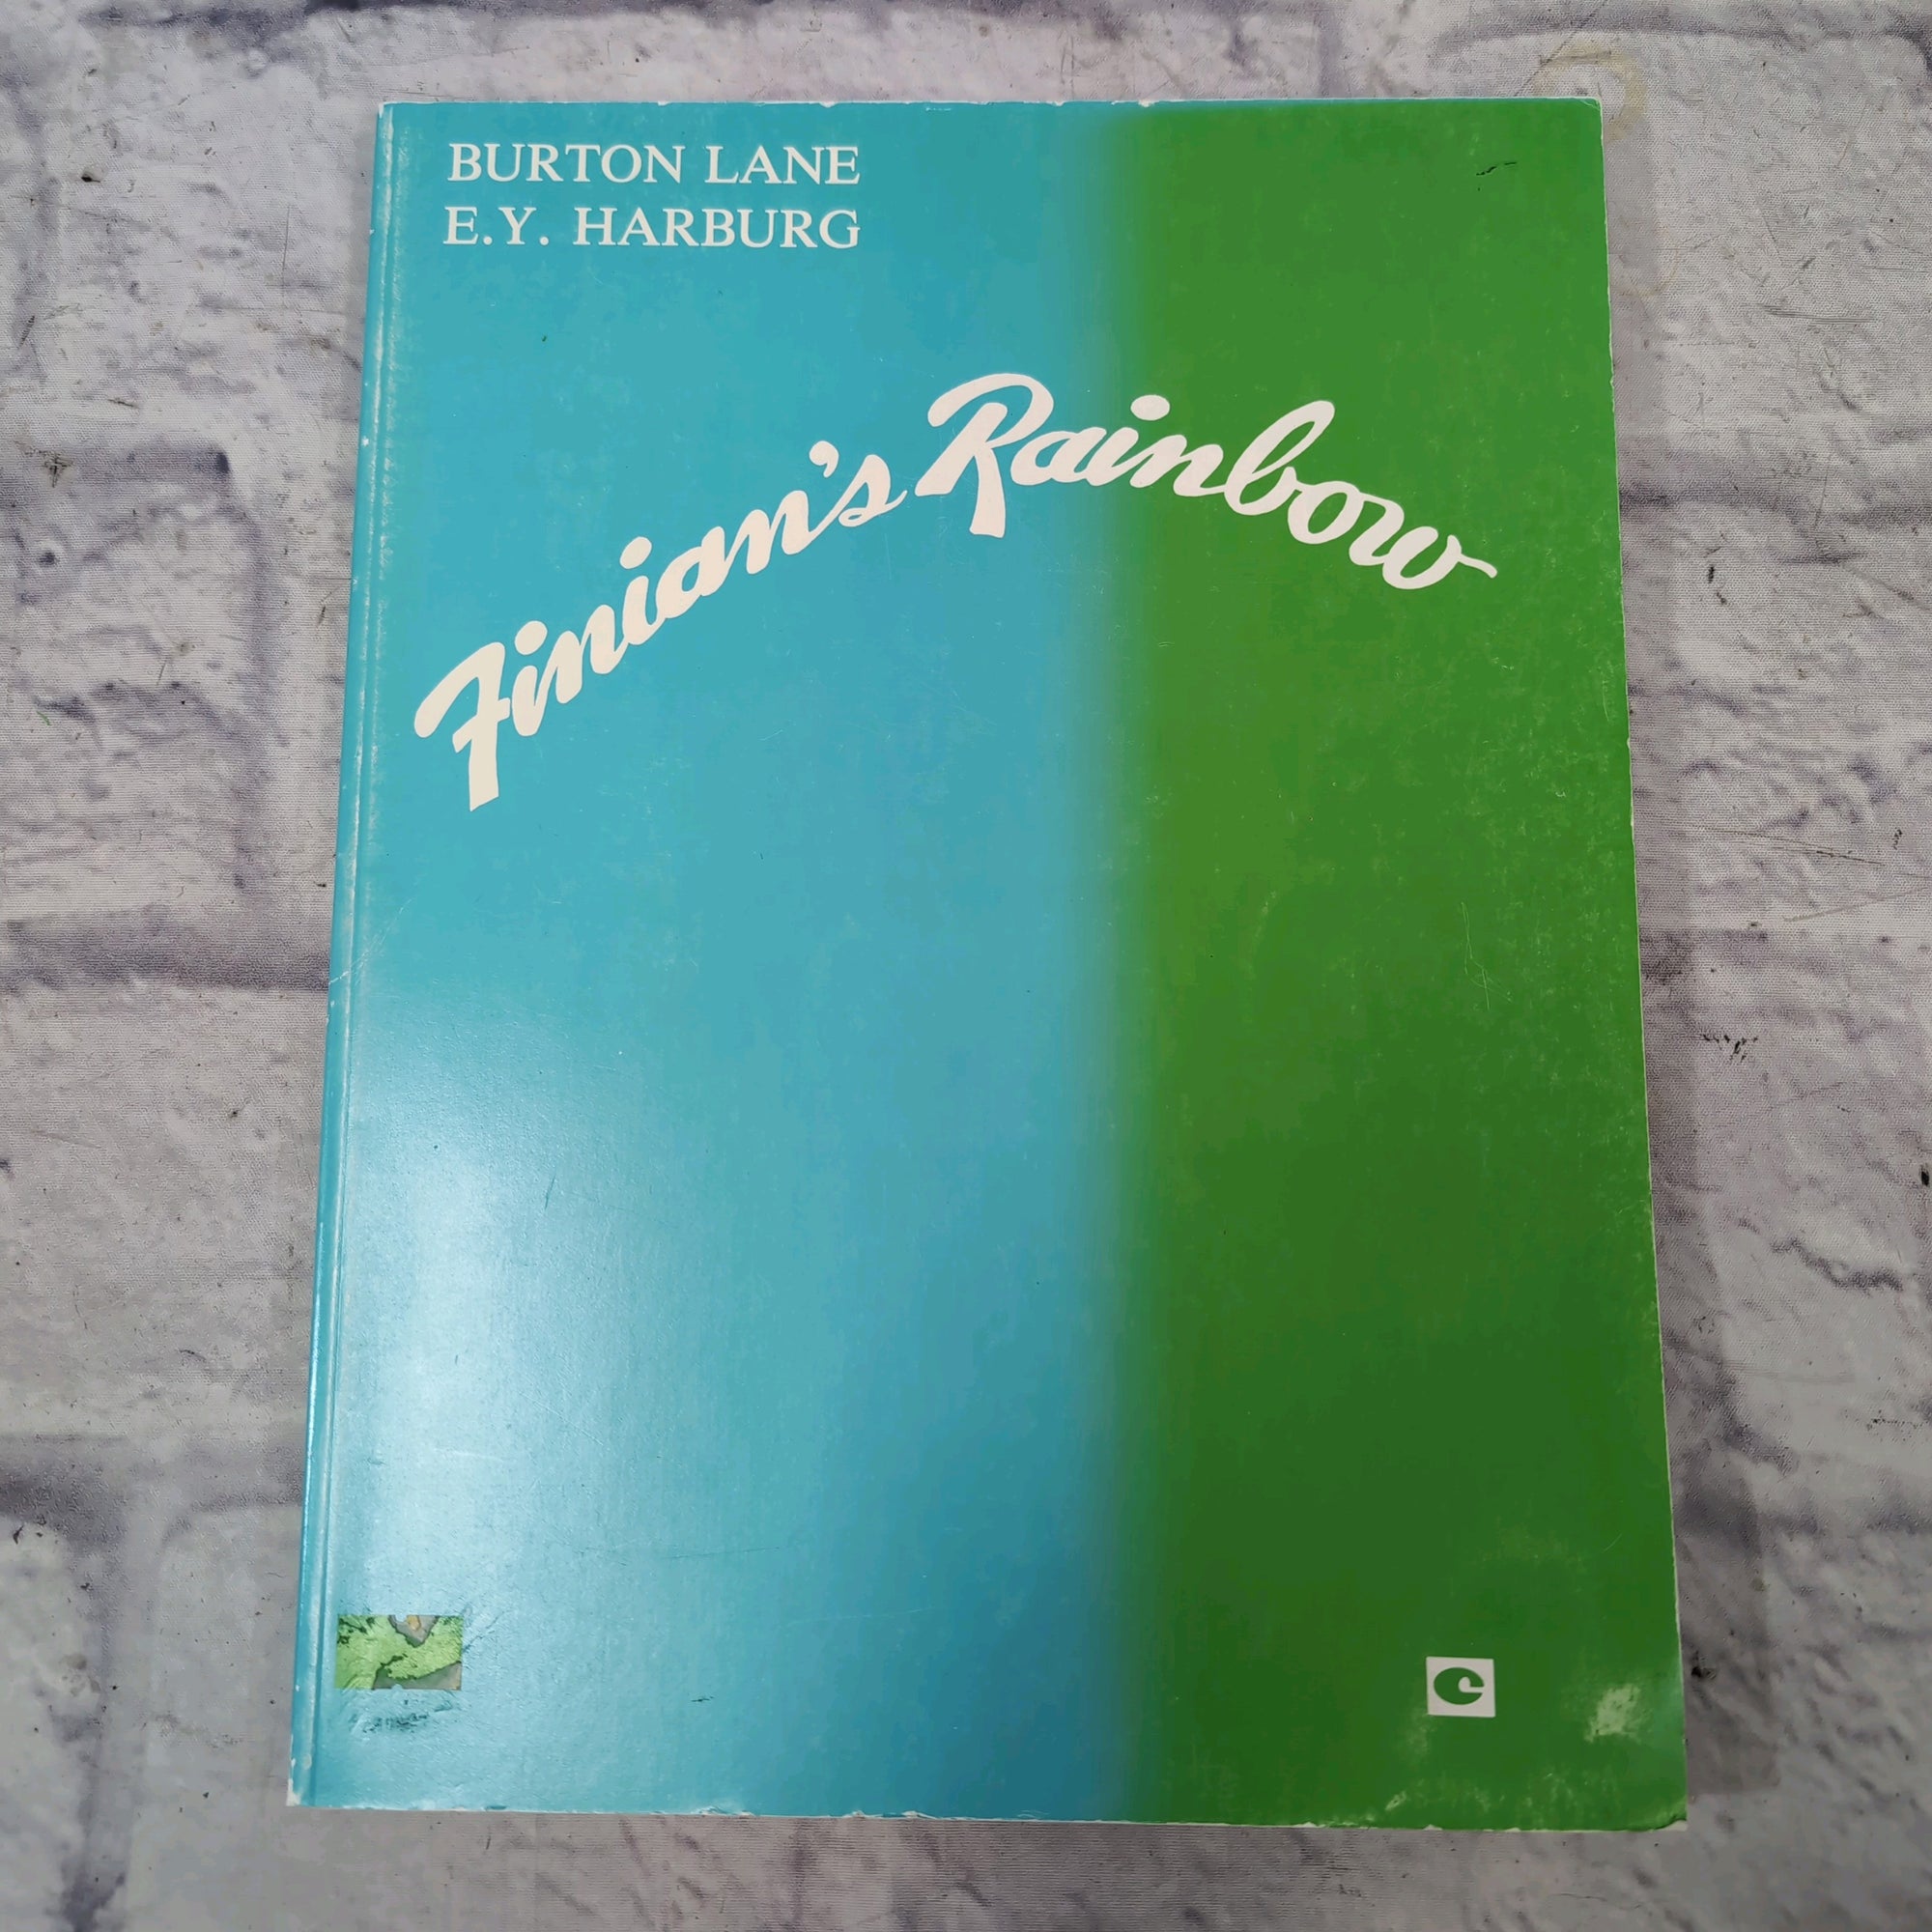 BURTON LANE
E.Y. HARBURG
Finian's Rainbow